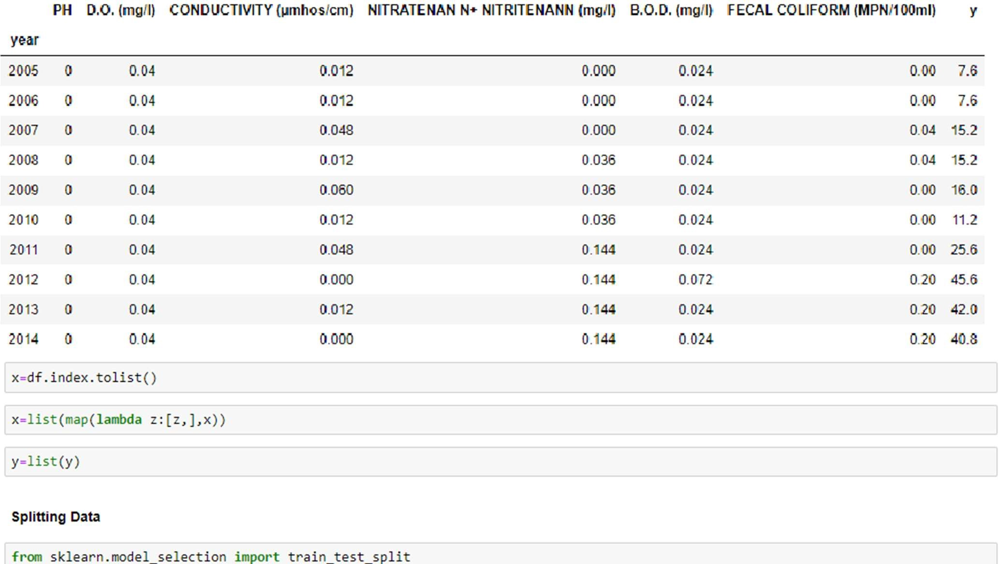 PH D.O. (mg/l) CONDUCTIVITY (µmhos/cm) NITRATENAN N+ NITRITENANN (mg/l) B.O.D. (mg/l) FECAL COLIFORM (MPN/100ml) y
year
2005 0 0.04 0.012 0.000 0.024 0.00 7.6
2006 0 0.04 0.012 0.000 0.024 0.00 7.6
2007 0 0.04 0.048 0.000 0.024 0.04 15.2
2008 0 0.04 0.012 0.036 0.024 0.04 15.2
2009 0 0.04 0.060 0.036 0.024 0.00 16.0
2010 0 0.04 0.012 0.036 0.024 0.00 11.2
2011 0 0.04 0.048 0.144 0.024 0.00 25.6
2012 0 0.04 0.000 0.144 0.072 0.20 45.6
2013 0 0.04 0.012 0.144 0.024 0.20 42.0
2014 0 0.04 0.000 0.144 0.024 0.20 40.8
x=df.index.tolist()
x=list(map(lambda z:[z,],x))
y=list(y)
Splitting Data
from sklearn.model_selection import train_test_split